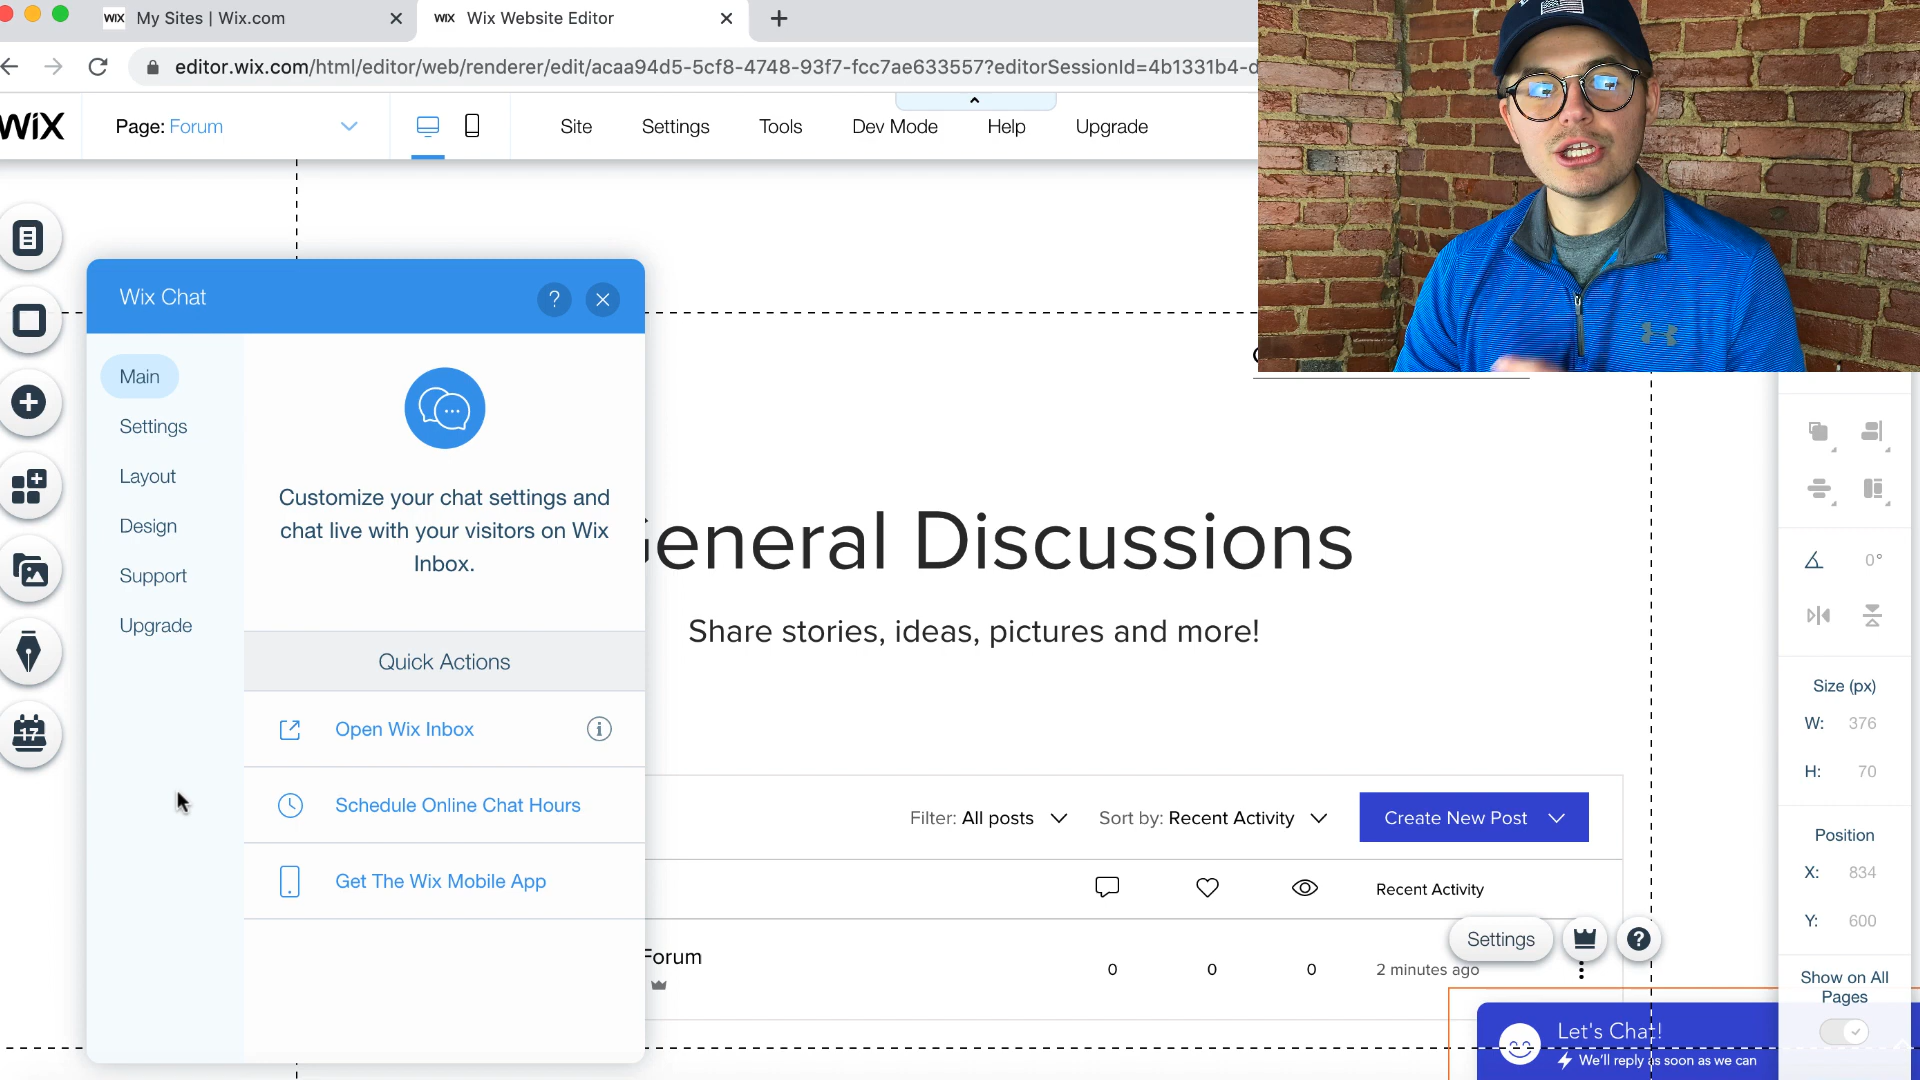 WIX My Sites | Wix.com
WIX Wix Website Editor
editor.wix.com/html/editor/web/renderer/edit/acaa94d5-5cf8-4748-93f7-fcc7ae633557?editorSessionId=4b1331b4-d
WIX
Page: Forum
Site
Settings
Tools
Dev Mode
Help
Upgrade
Wix Chat
?
Main
Settings
Layout
Design
Support
Upgrade
Customize your chat settings and
chat live with your visitors on Wix
Inbox.
Quick Actions
Open Wix Inbox
Schedule Online Chat Hours
Get The Wix Mobile App
17
General Discussions
Share stories, ideas, pictures and more!
Filter: All posts
Sort by: Recent Activity
Create New Post
Recent Activity
Forum
0
0
0
2 minutes ago
Settings
?
Let's Chat!
We'll reply as soon as we can
0°
Size (px)
W: 376
H: 70
Position
X: 834
Y: 600
Show on All
Pages